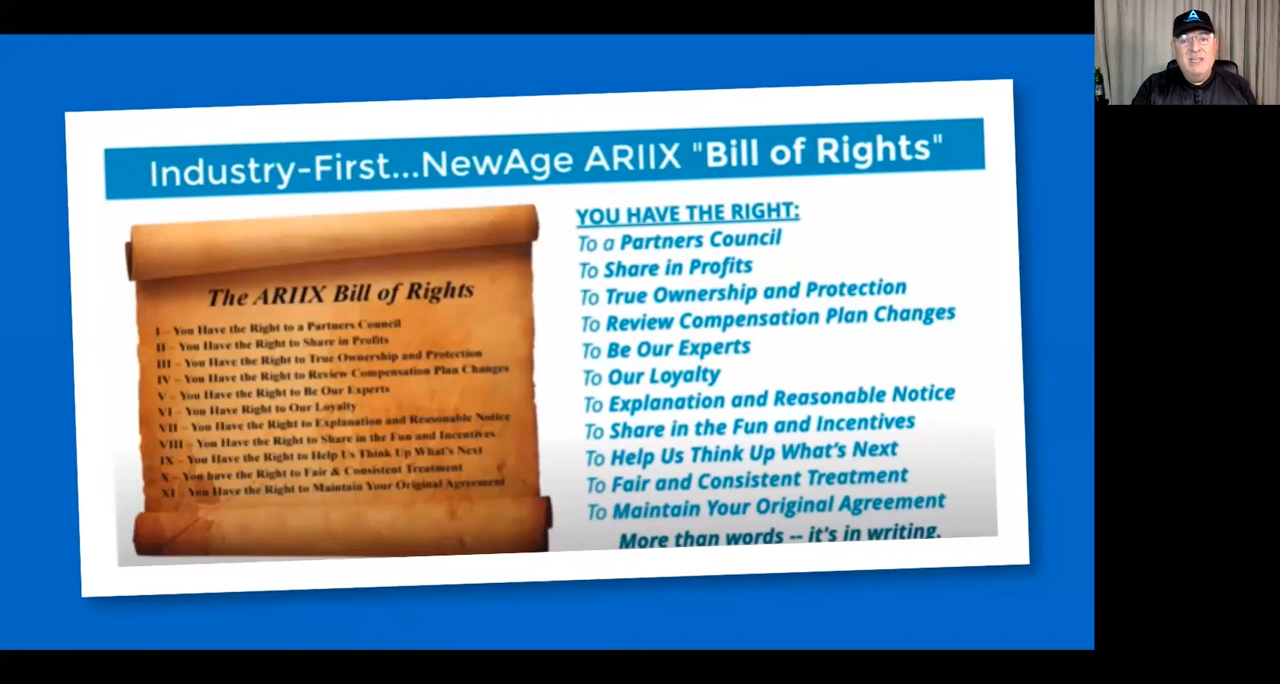 Industry-First...NewAge ARIIX "Bill of Rights"
The ARIIX Bill of Rights
I – You Have the Right to a Partners Council
II – You Have the Right to Share in Profits
III – You Have the Right to True Ownership and Protection
IV – You Have the Right to Review Compensation Plan Changes
V – You Have the Right to Be Our Experts
VI – You Have Right to Our Loyalty
VII – You Have the Right to Explanation and Reasonable Notice
VIII – You Have the Right to Share in the Fun and Incentives
IX – You Have the Right to Help Us Think Up What's Next
X – You have the Right to Fair & Consistent Treatment
XI – You Have the Right to Maintain Your Original Agreement
YOU HAVE THE RIGHT:
To a Partners Council
To Share in Profits
To True Ownership and Protection
To Review Compensation Plan Changes
To Be Our Experts
To Our Loyalty
To Explanation and Reasonable Notice
To Share in the Fun and Incentives
To Help Us Think Up What's Next
To Fair and Consistent Treatment
To Maintain Your Original Agreement
More than words -- it's in writing.
A